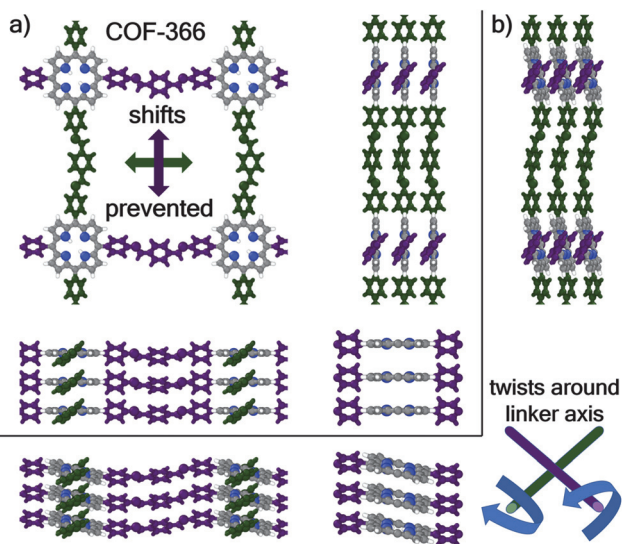 a)
COF-366
b)
shifts
prevented
twists around
linker axis